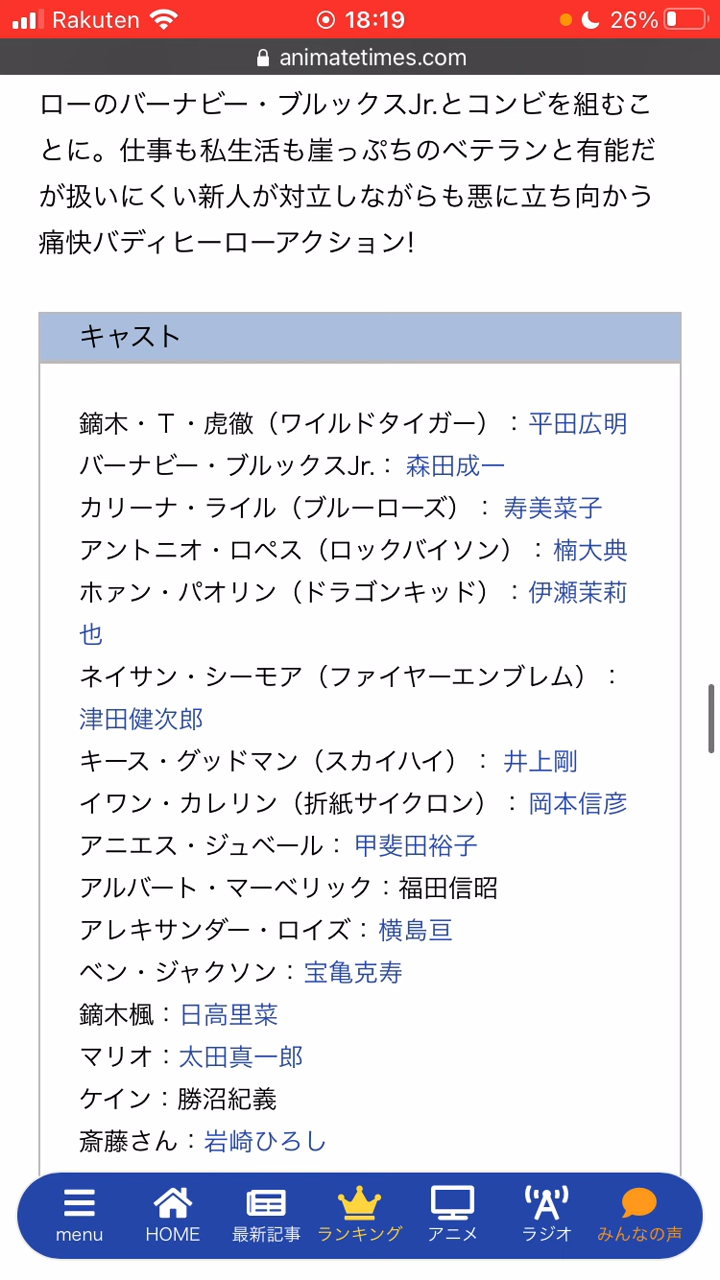 Rakuten 18:19 26%
animatetimes.com
ローのバーナビー・ブルックスJr.とコンビを組むこ
とに。仕事も私生活も崖っぷちのベテランと有能だ
が扱いにくい新人が対立しながらも悪に立ち向かう
痛快バディヒーローアクション!
キャスト
鏑木・T・虎徹（ワイルドタイガー）：平田広明
バーナビー・ブルックスJr.：森田成一
カリーナ・ライル（ブルーローズ）：寿美菜子
アントニオ・ロペス（ロックバイソン）：楠大典
ホァン・パオリン（ドラゴンキッド）：伊瀬茉莉
也
ネイサン・シーモア（ファイヤーエンブレム）：
津田健次郎
キース・グッドマン（スカイハイ）：井上剛
イワン・カレリン（折紙サイクロン）：岡本信彦
アニエス・ジュベール：甲斐田裕子
アルバート・マーベリック：福田信昭
アレキサンダー・ロイズ：横島亘
ベン・ジャクソン：宝亀克寿
鏑木楓：日高里菜
マリオ：太田真一郎
ケイン：勝沼紀義
斎藤さん：岩崎ひろし
menu HOME 最新記事 ランキング アニメ ラジオ みんなの声